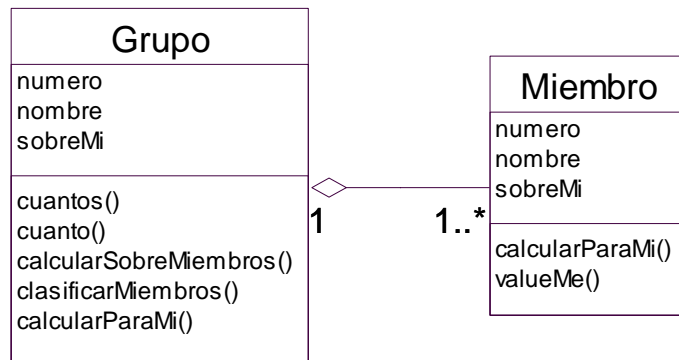 Grupo
numero
nombre
sobreMi
cuantos()
cuanto()
calcularSobreMiembros()
clasificarMiembros()
calcularParaMi()
1
1..*
Miembro
numero
nombre
sobreMi
calcularParaMi()
valueMe()